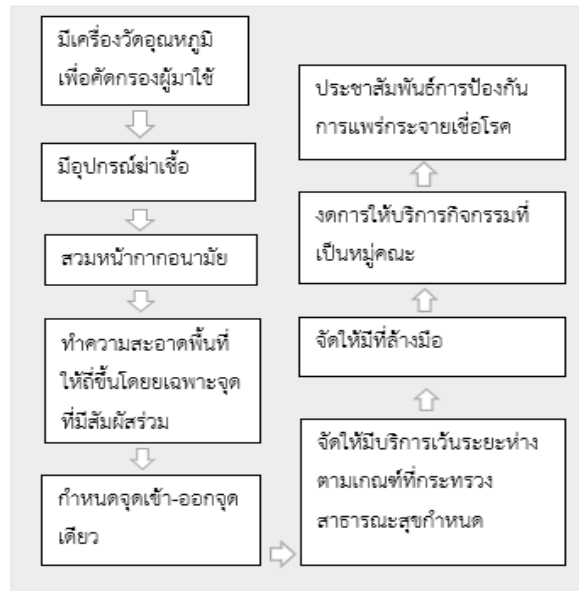 มีเครื่องวัดอุณหภูมิ
เพื่อคัดกรองผู้มาใช้
มีอุปกรณ์ฆ่าเชื้อ
สวมหน้ากากอนามัย
ทำความสะอาดพื้นที่
ให้ถี่ขึ้นโดยยเฉพาะจุด
ที่มีสัมผัสร่วม
กำหนดจุดเข้า-ออกจุด
เดียว
จัดให้มีบริการเว้นระยะห่าง
ตามเกณฑ์ที่กระทรวง
สาธารณะสุขกำหนด
จัดให้มีที่ล้างมือ
งดการให้บริการกิจกรรมที่
เป็นหมู่คณะ
ประชาสัมพันธ์การป้องกัน
การแพร่กระจายเชื่อโรค